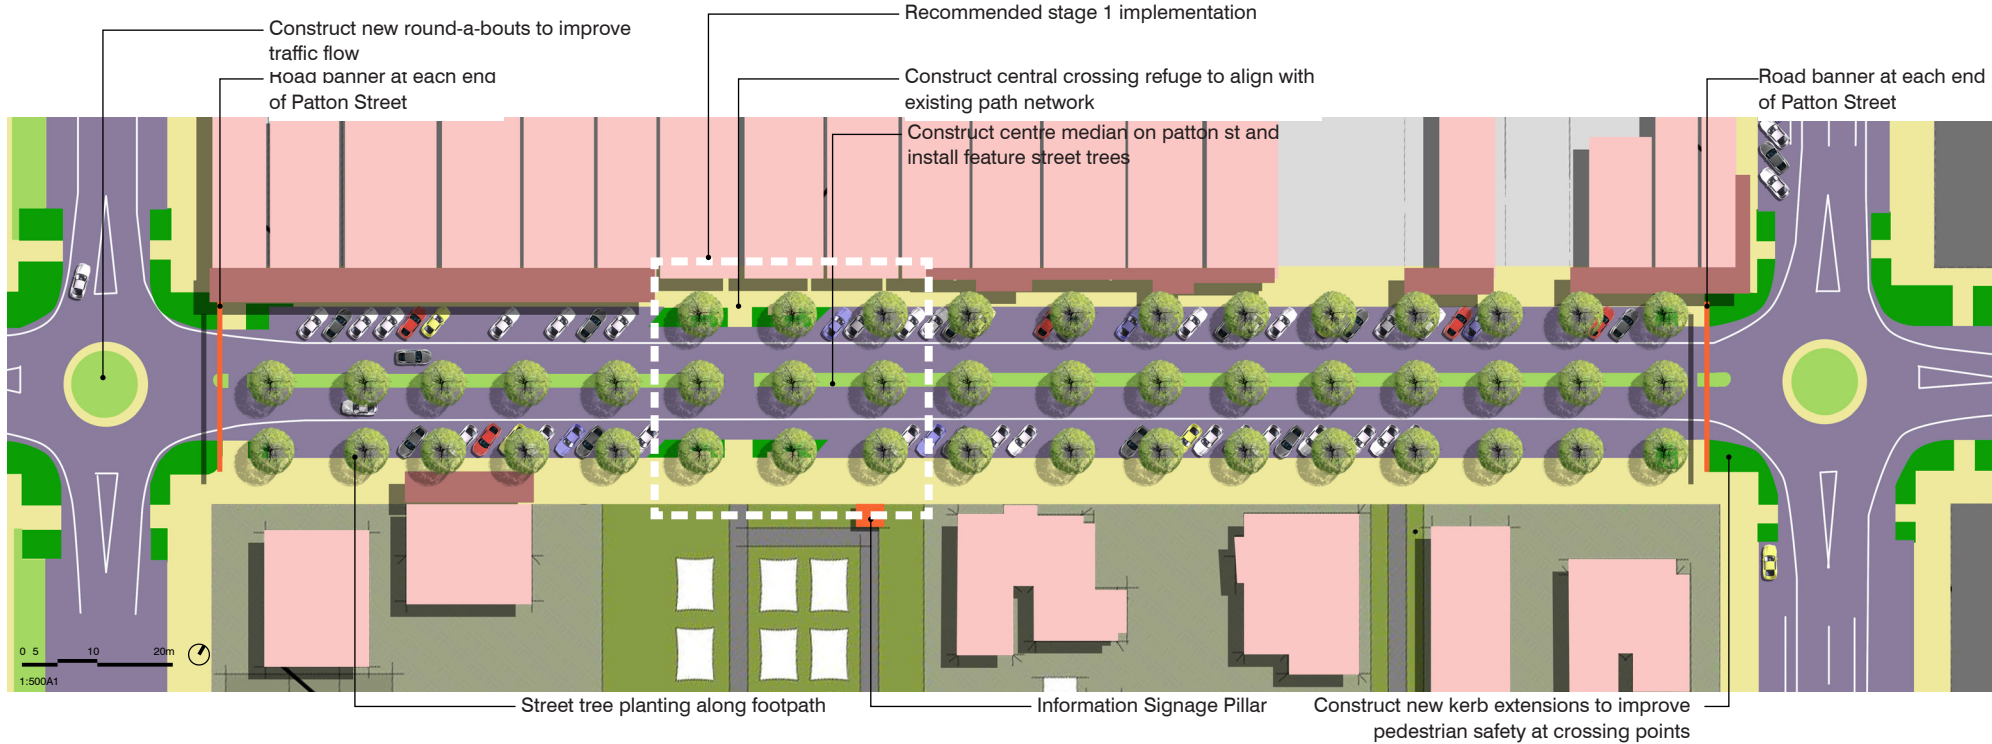 Recommended stage 1 implementation
Construct new round-a-bouts to improve
traffic flow
Road banner at each end
of Patton Street
Construct central crossing refuge to align with
existing path network
Road banner at each end
of Patton Street
Construct centre median on patton st and
install feature street trees
0 5 10 20m
1:500A1
Street tree planting along footpath
Information Signage Pillar
Construct new kerb extensions to improve
pedestrian safety at crossing points